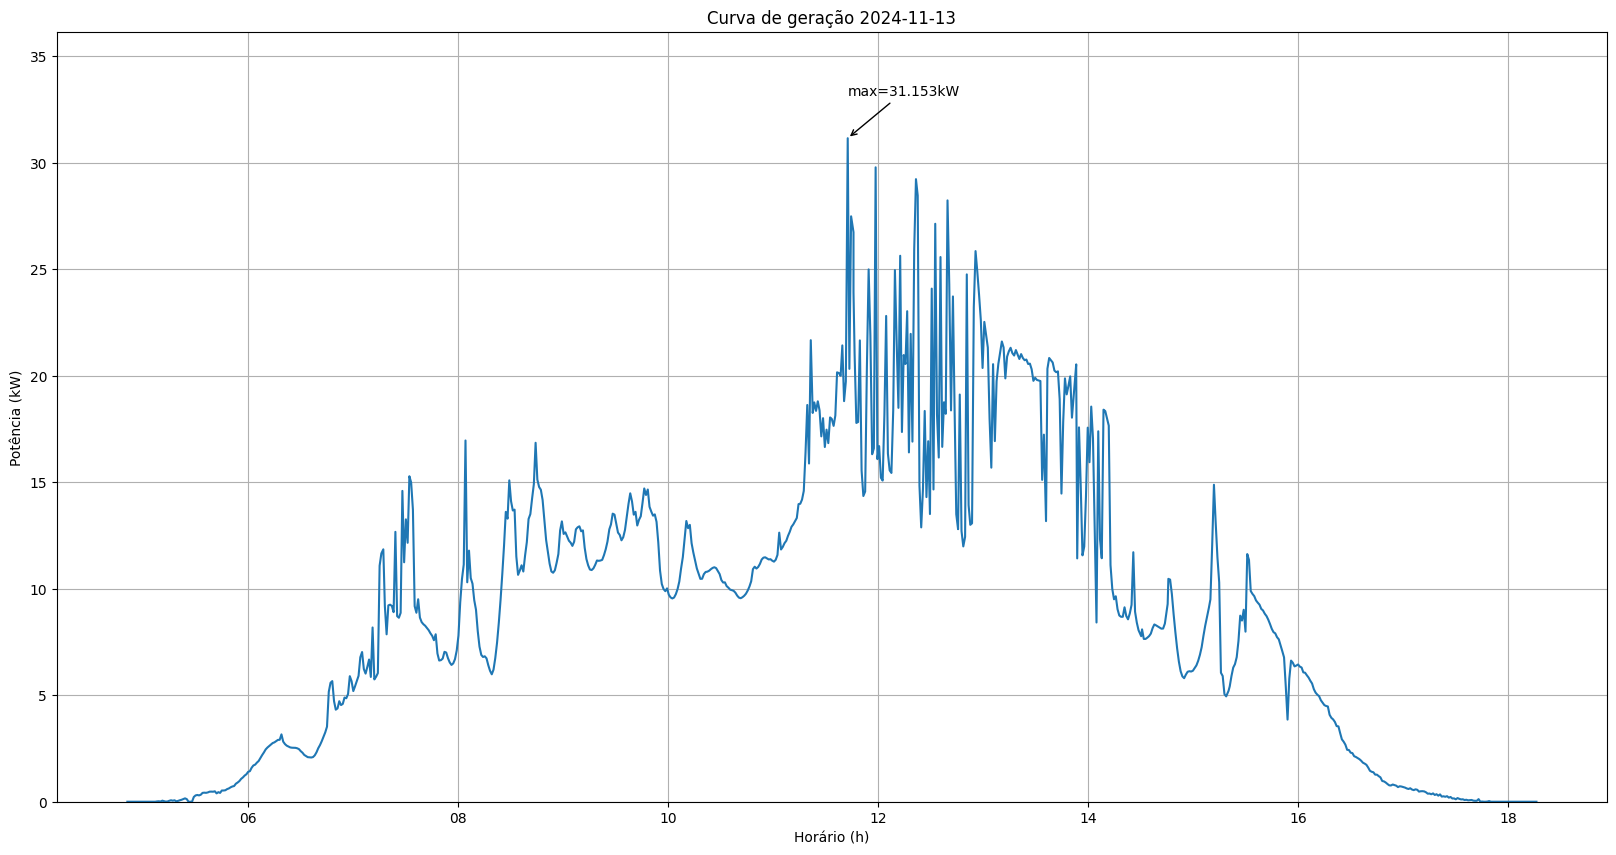 Curva de geração 2024-11-13
35
max=31.153kW
30
25
20
Potência (kW)
15
10
5
0
06 08 10 12 14 16 18
Horário (h)